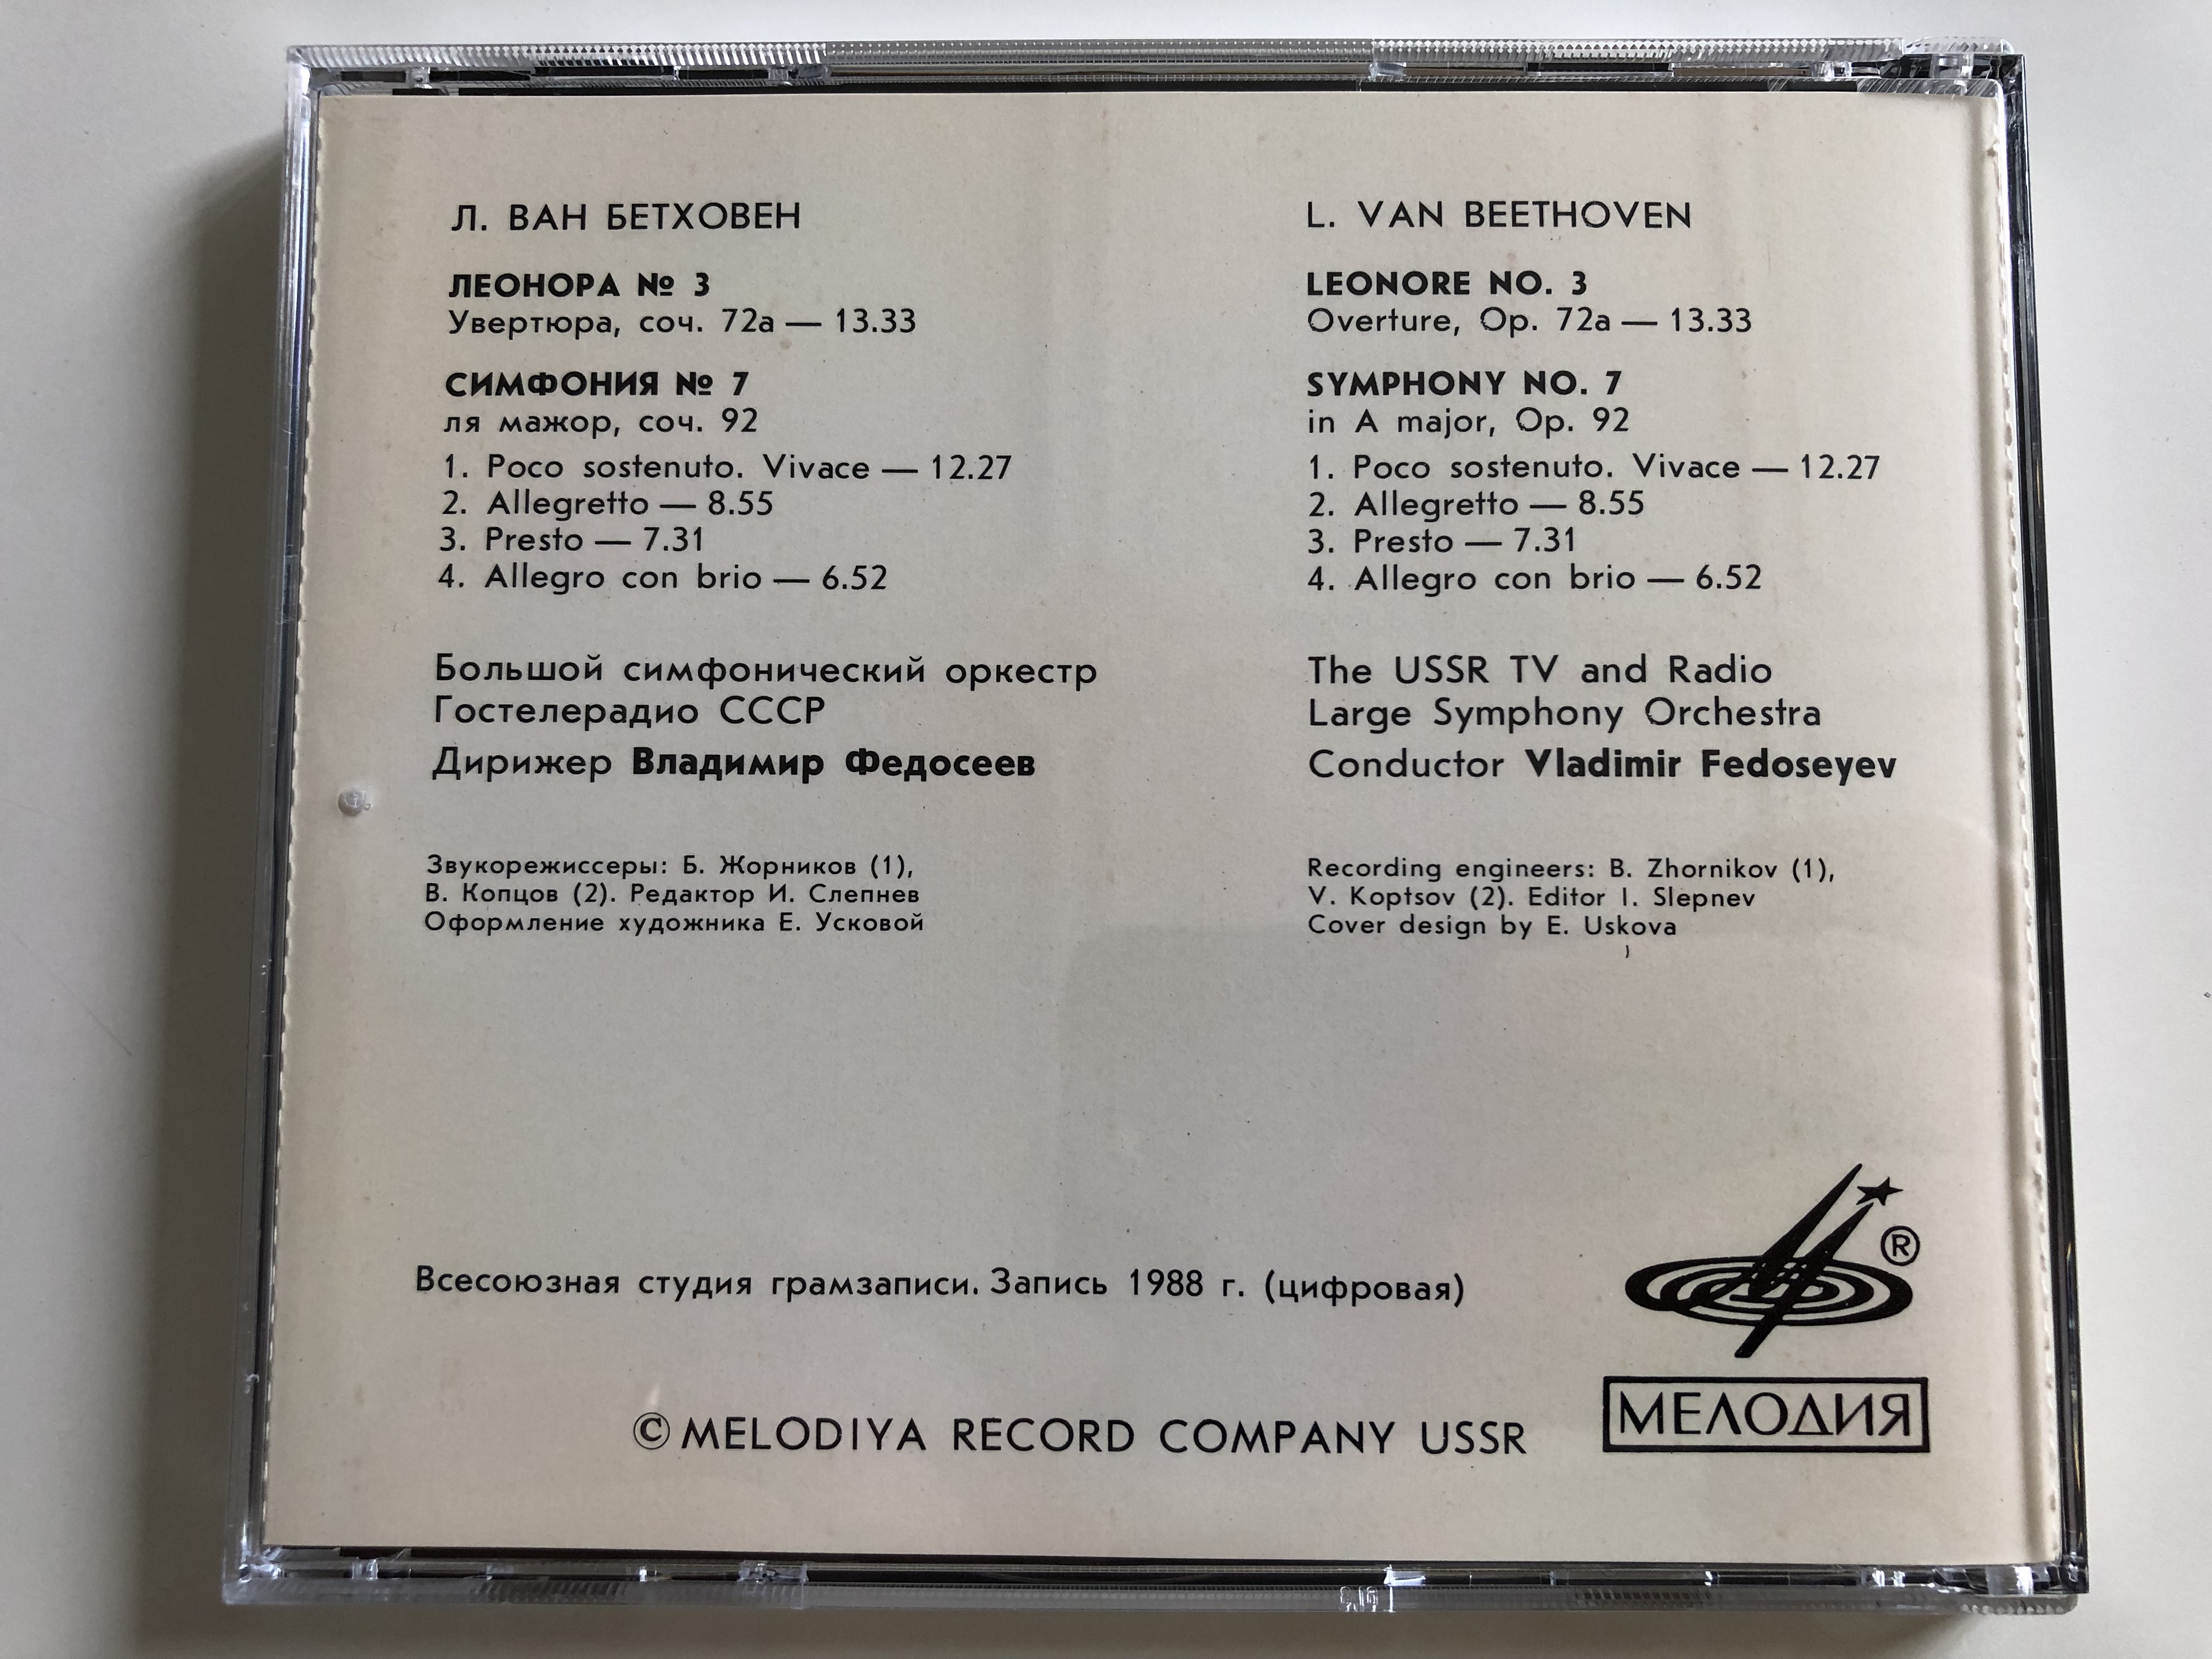 Л. ВАН БЕТХОВЕН
ЛЕОНОРА № 3
Увертюра, соч. 72а — 13.33
СИМФОНИЯ № 7
ля мажор, соч. 92
1. Poco sostenuto. Vivace — 12.27
2. Allegretto — 8.55
3. Presto — 7.31
4. Allegro con brio — 6.52
Большой симфонический оркестр
Гостелерадио СССР
Дирижер Владимир Федосеев
Звукорежиссеры: Б. Жорников (1),
В. Копцов (2). Редактор И. Слепнев
Оформление художника Е. Усковой
L. VAN BEETHOVEN
LEONORE NO. 3
Overture, Op. 72a — 13.33
SYMPHONY NO. 7
in A major, Op. 92
1. Poco sostenuto. Vivace — 12.27
2. Allegretto — 8.55
3. Presto — 7.31
4. Allegro con brio — 6.52
The USSR TV and Radio
Large Symphony Orchestra
Conductor Vladimir Fedoseyev
Recording engineers: B. Zhornikov (1),
V. Koptsov (2). Editor I. Slepnev
Cover design by E. Uskova
Всесоюзная студия грамзаписи. Запись 1988 г. (цифровая)
© MELODIYA RECORD COMPANY USSR
®
МЕЛОДИЯ